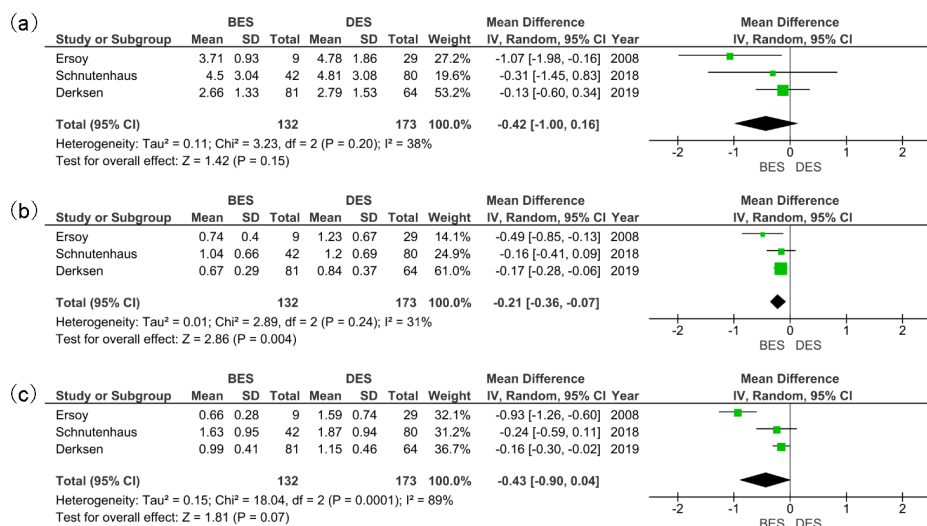 (a)
BES DES Mean Difference Mean Difference
Study or Subgroup Mean SD Total Mean SD Total Weight IV, Random, 95% CI Year IV, Random, 95% CI
Ersoy 3.71 0.93 9 4.78 1.86 29 27.2% -1.07 [-1.98, -0.16] 2008
Schnutenhaus 4.5 3.04 42 4.81 3.08 80 19.6% -0.31 [-1.45, 0.83] 2018
Derksen 2.66 1.33 81 2.79 1.53 64 53.2% -0.13 [-0.60, 0.34] 2019
Total (95% CI) 132 173 100.0% -0.42 [-1.00, 0.16]
Heterogeneity: Tau² = 0.11; Chi² = 3.23, df = 2 (P = 0.20); I² = 38%
Test for overall effect: Z = 1.42 (P = 0.15)
-2 -1 0 1 2
BES DES
(b)
BES DES Mean Difference Mean Difference
Study or Subgroup Mean SD Total Mean SD Total Weight IV, Random, 95% CI Year IV, Random, 95% CI
Ersoy 0.74 0.4 9 1.23 0.67 29 14.1% -0.49 [-0.85, -0.13] 2008
Schnutenhaus 1.04 0.66 42 1.2 0.69 80 24.9% -0.16 [-0.41, 0.09] 2018
Derksen 0.67 0.29 81 0.84 0.37 64 61.0% -0.17 [-0.28, -0.06] 2019
Total (95% CI) 132 173 100.0% -0.21 [-0.36, -0.07]
Heterogeneity: Tau² = 0.01; Chi² = 2.89, df = 2 (P = 0.24); I² = 31%
Test for overall effect: Z = 2.86 (P = 0.004)
-2 -1 0 1 2
BES DES
(c)
BES DES Mean Difference Mean Difference
Study or Subgroup Mean SD Total Mean SD Total Weight IV, Random, 95% CI Year IV, Random, 95% CI
Ersoy 0.66 0.28 9 1.59 0.74 29 32.1% -0.93 [-1.26, -0.60] 2008
Schnutenhaus 1.63 0.95 42 1.87 0.94 80 31.2% -0.24 [-0.59, 0.11] 2018
Derksen 0.99 0.41 81 1.15 0.46 64 36.7% -0.16 [-0.30, -0.02] 2019
Total (95% CI) 132 173 100.0% -0.43 [-0.90, 0.04]
Heterogeneity: Tau² = 0.15; Chi² = 18.04, df = 2 (P = 0.0001); I² = 89%
Test for overall effect: Z = 1.81 (P = 0.07)
-2 -1 0 1 2
BES DES